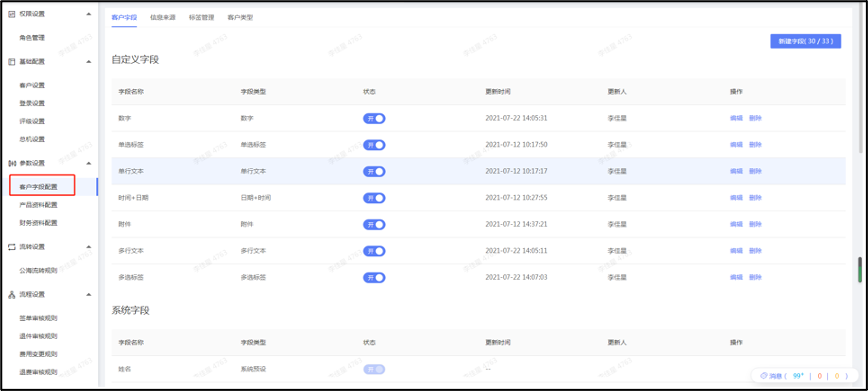 权限设置
角色管理
基础配置
客户设置
登录设置
评级设置
总机设置
参数设置
客户字段配置
产品资料配置
财务资料配置
流转设置
公海流转规则
流程设置
签单审核规则
退件审核规则
费用变更规则
退费审核规则
客户字段 信息来源 标签管理 客户类型
新建字段( 30 / 33 )
自定义字段
字段名称 字段类型 状态 更新时间 更新人 操作
数字 数字 开 2021-07-22 14:05:31 李佳星 编辑 删除
单选标签 单选标签 开 2021-07-12 10:17:50 李佳星 编辑 删除
单行文本 单行文本 开 2021-07-12 10:17:17 李佳星 编辑 删除
时间+日期 日期+时间 开 2021-07-12 10:27:55 李佳星 编辑 删除
附件 附件 开 2021-07-12 14:37:21 李佳星 编辑 删除
多行文本 多行文本 开 2021-07-22 14:05:11 李佳星 编辑 删除
多选标签 多选标签 开 2021-07-22 14:07:03 李佳星 编辑 删除
系统字段
字段名称 字段类型 状态 更新时间 更新人 操作
姓名 系统预设 开 --
消息 ( 99+ | 0 | 0 )
李佳星 4763